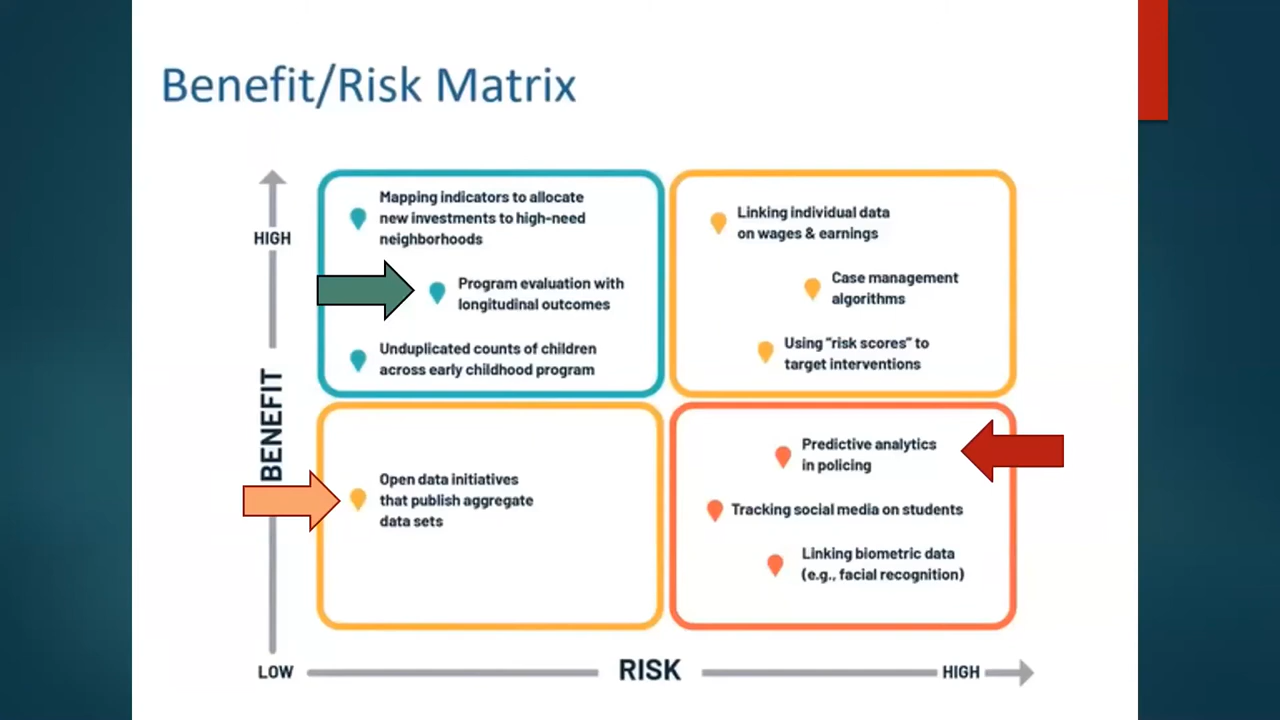 Benefit/Risk Matrix
HIGH
BENEFIT
LOW
Mapping indicators to allocate
new investments to high-need
neighborhoods
Program evaluation with
longitudinal outcomes
Unduplicated counts of children
across early childhood program
Linking individual data
on wages & earnings
Case management
algorithms
Using “risk scores” to
target interventions
Open data initiatives
that publish aggregate
data sets
Predictive analytics
in policing
Tracking social media on students
Linking biometric data
(e.g., facial recognition)
RISK
HIGH